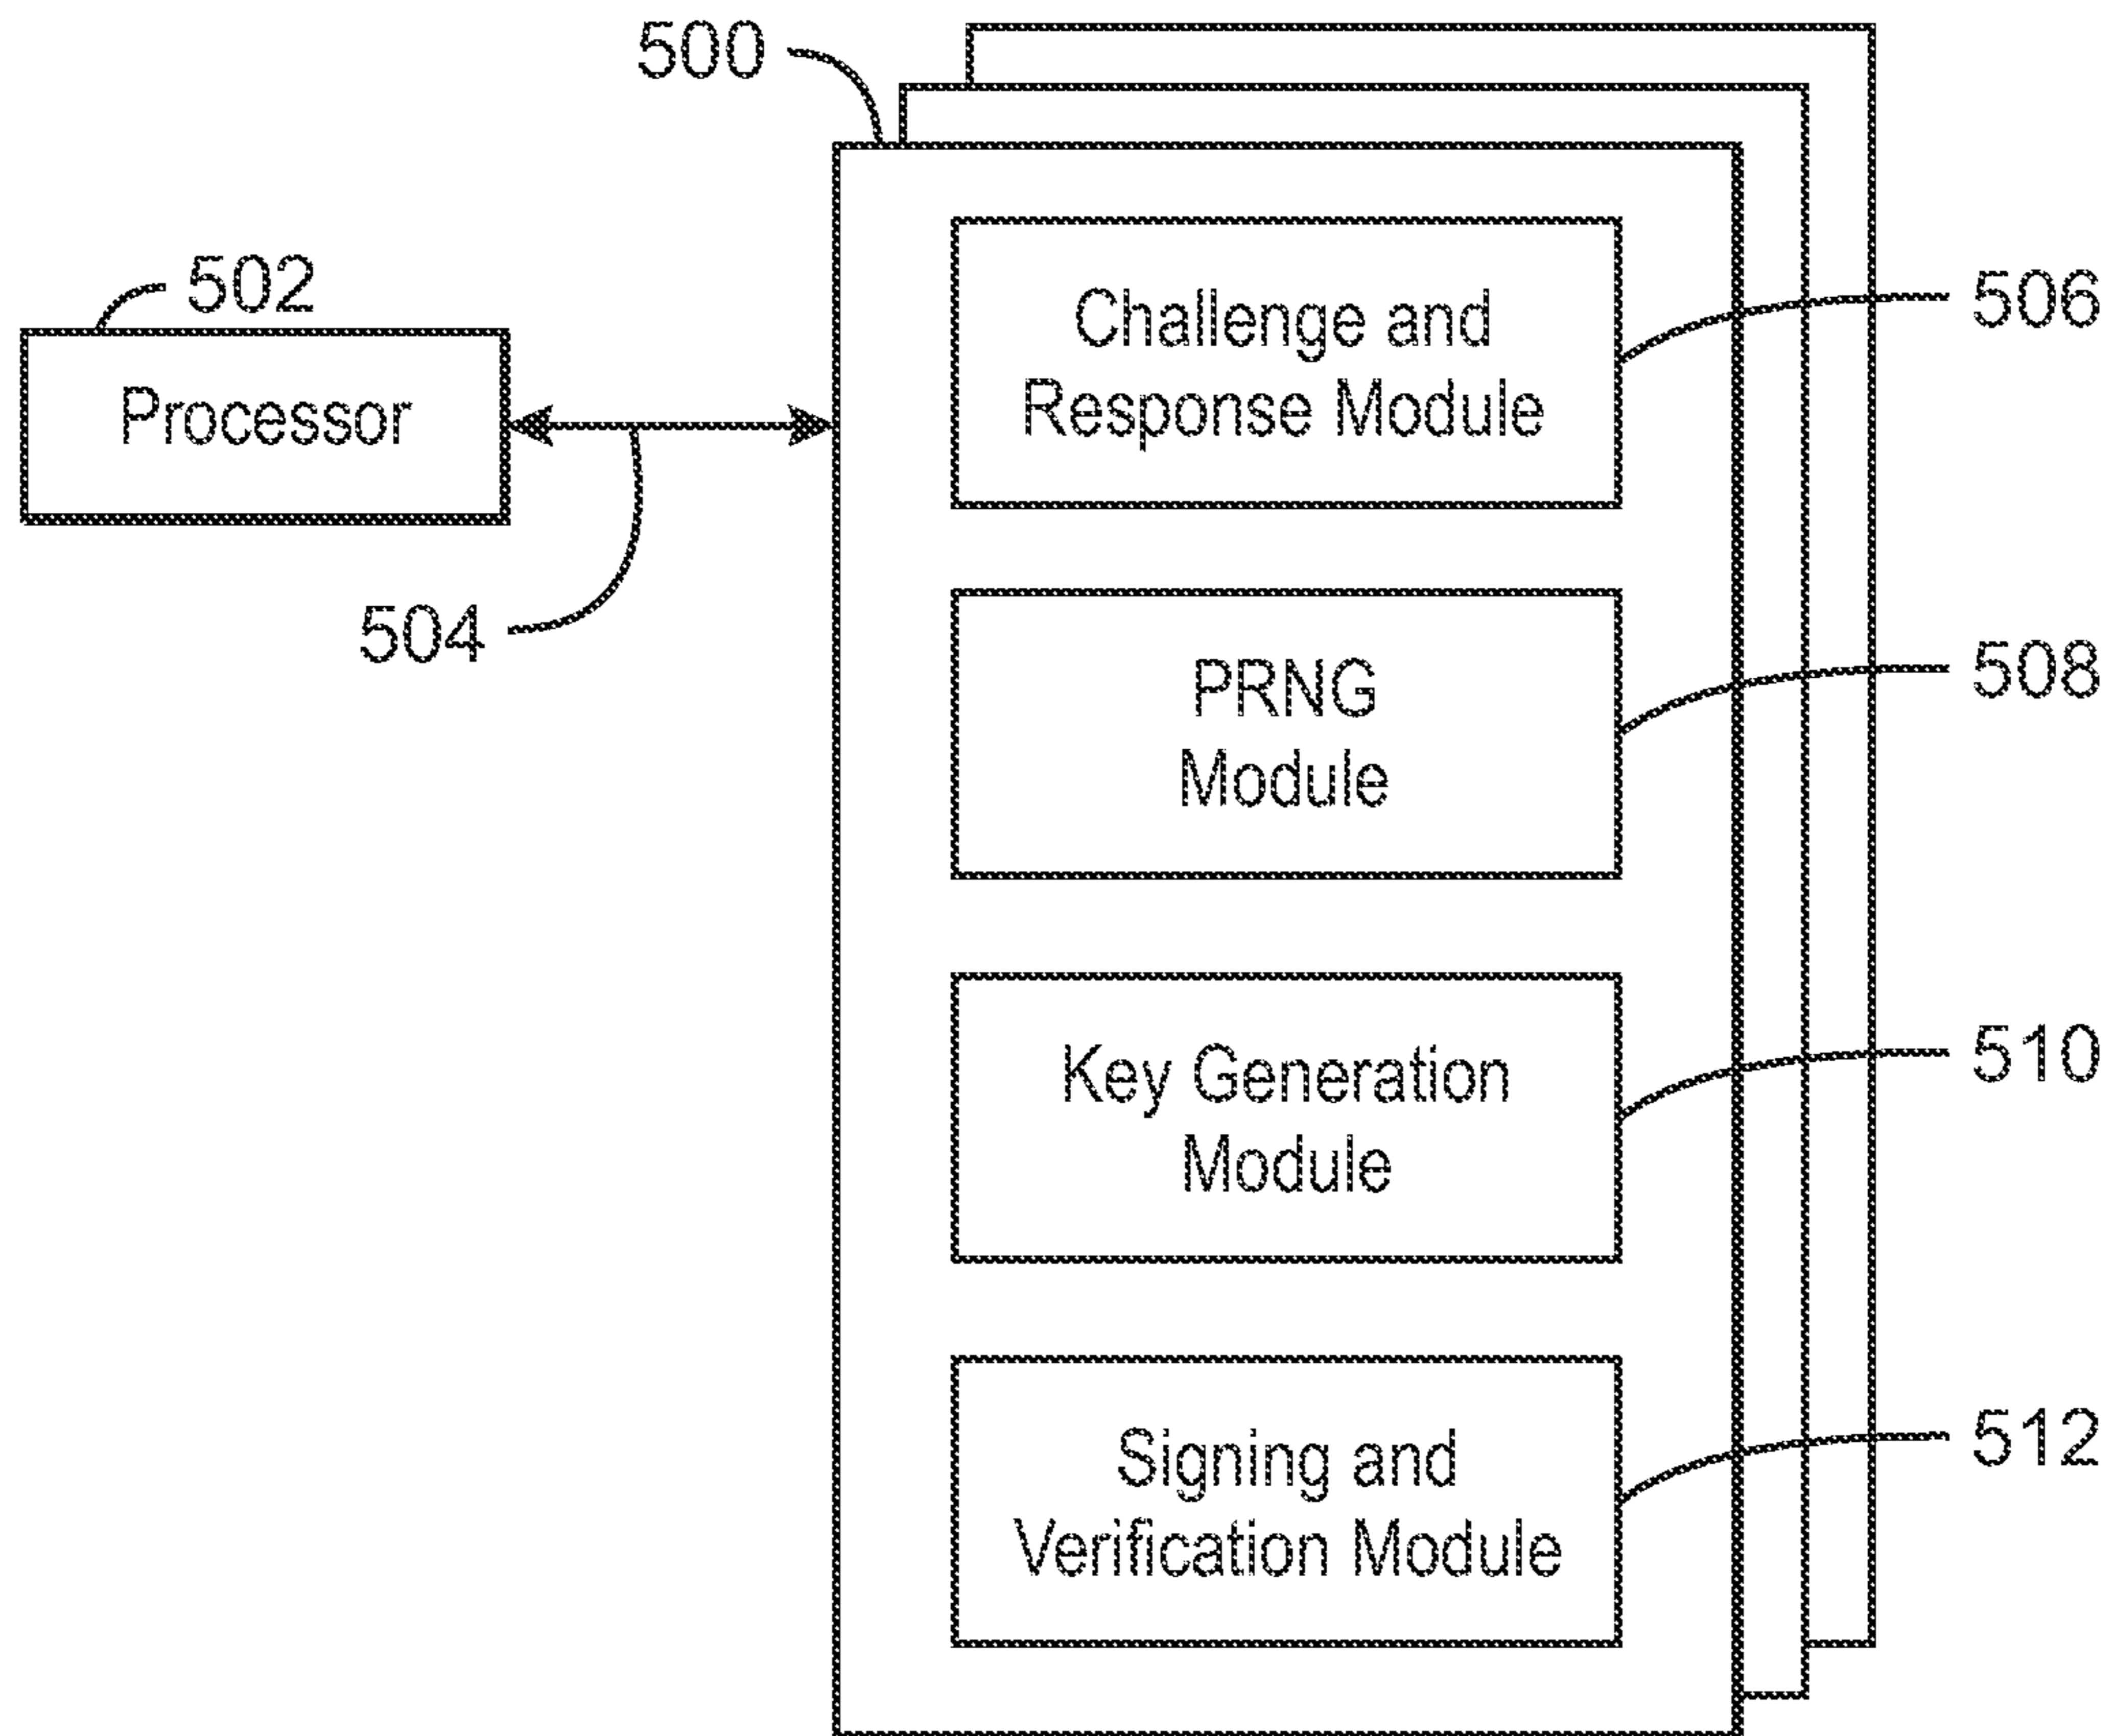 500
502
Processor
504
Challenge and
Response Module
506
PRNG
Module
508
Key Generation
Module
510
Signing and
Verification Module
512